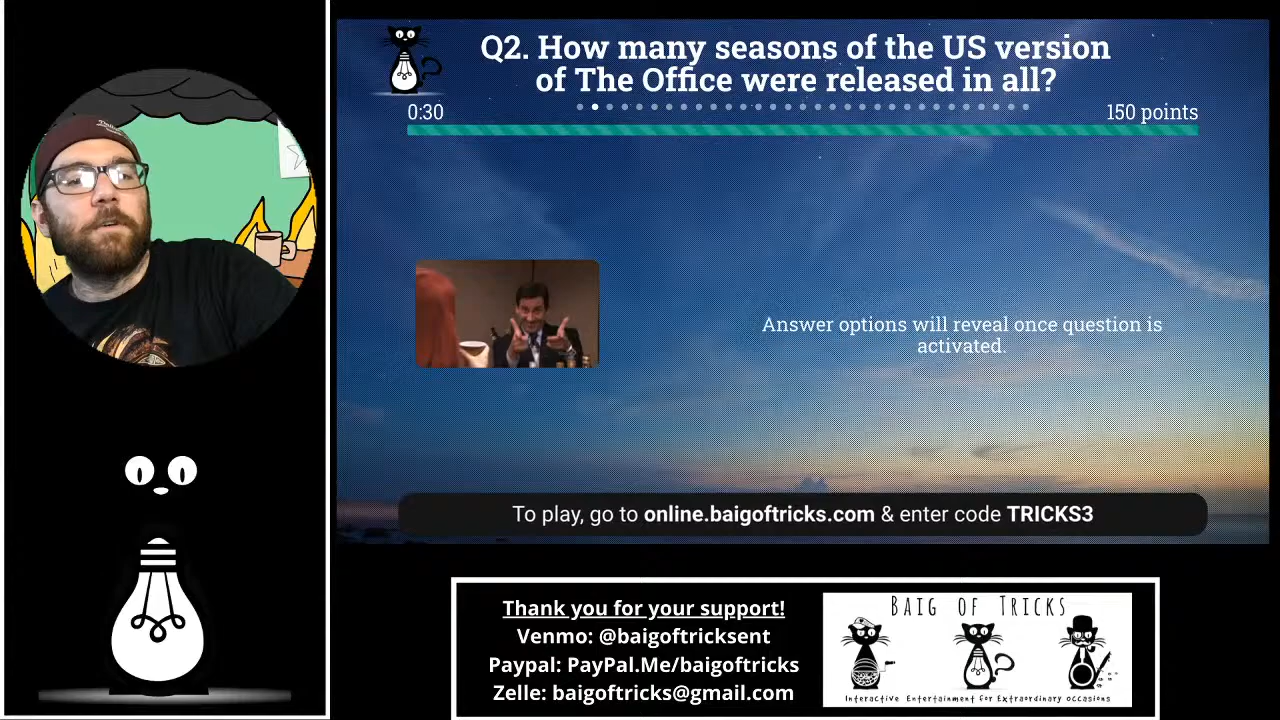 Q2. How many seasons of the US version
of The Office were released in all?
0:30
150 points
Answer options will reveal once question is
activated.
To play, go to online.baigoftricks.com & enter code TRICKS3
Thank you for your support!
Venmo: @baigoftricksent
Paypal: PayPal.Me/baigoftricks
Zelle: baigoftricks@gmail.com
BAIG OF TRICKS
Interactive Entertainment for Extraordinary occasions